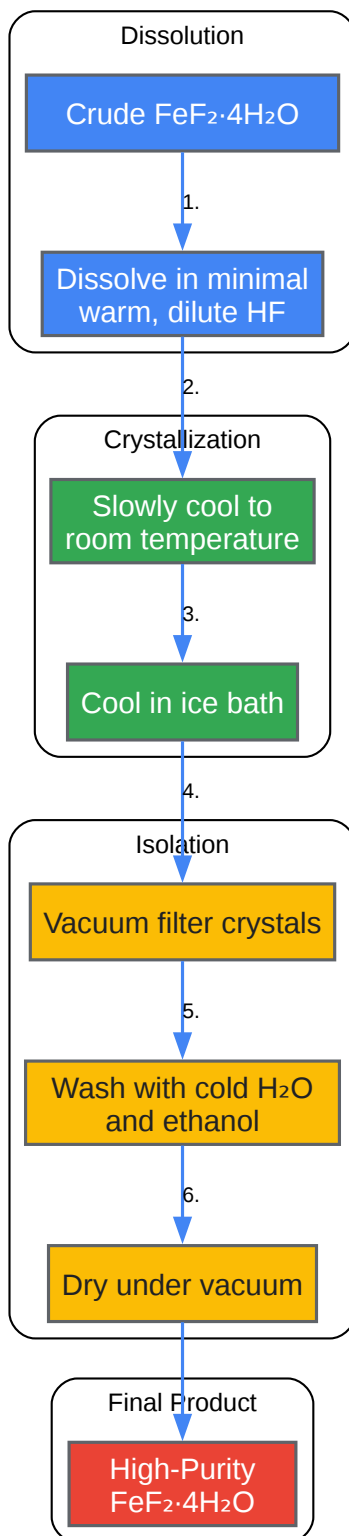 Dissolution
Crude FeF₂·4H₂O
1.
Dissolve in minimal
warm, dilute HF
2.
Crystallization
Slowly cool to
room temperature
3.
Cool in ice bath
4.
Isolation
Vacuum filter crystals
5.
Wash with cold H₂O
and ethanol
6.
Dry under vacuum
Final Product
High-Purity
FeF₂·4H₂O